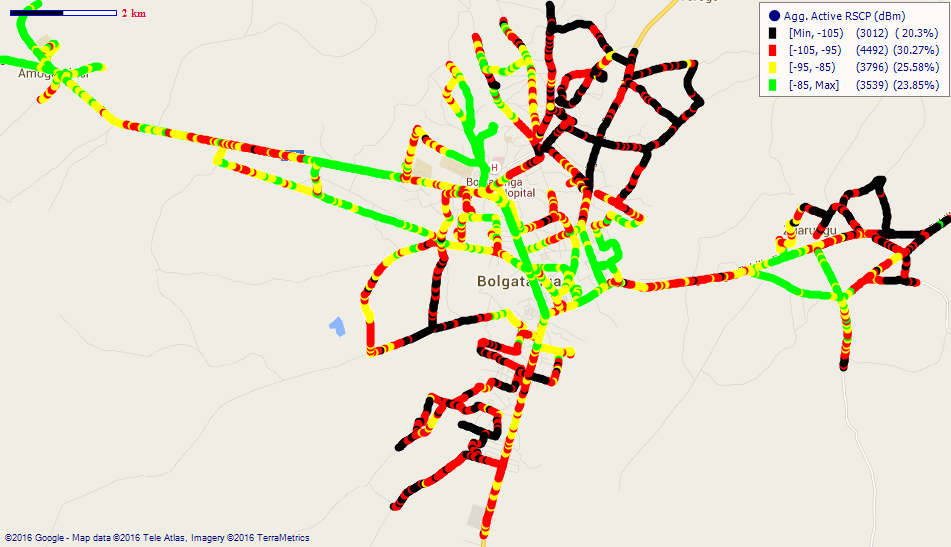 2 km
Agg. Active RSCP (dBm)
[Min, -105) (3012) ( 20.3%)
[-105, -95) (4492) (30.27%)
[-95, -85) (3796) (25.58%)
[-85, Max] (3539) (23.85%)
H
Hospital
©2016 Google - Map data ©2016 Tele Atlas, Imagery ©2016 TerraMetrics